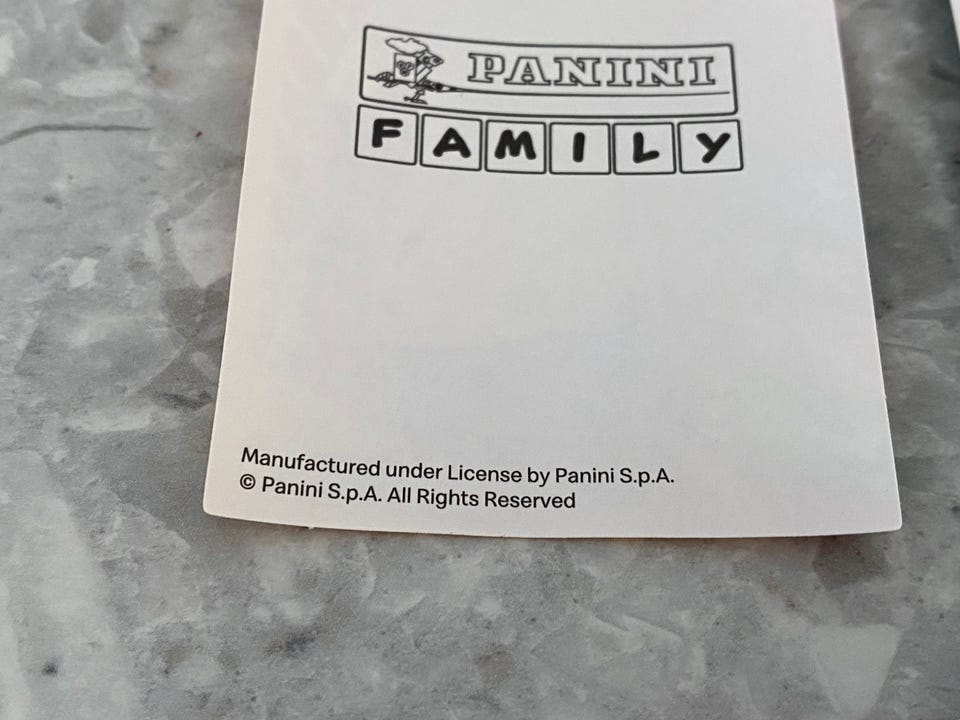 PANINI
FAMILY
Manufactured under License by Panini S.p.A.
© Panini S.p.A. All Rights Reserved